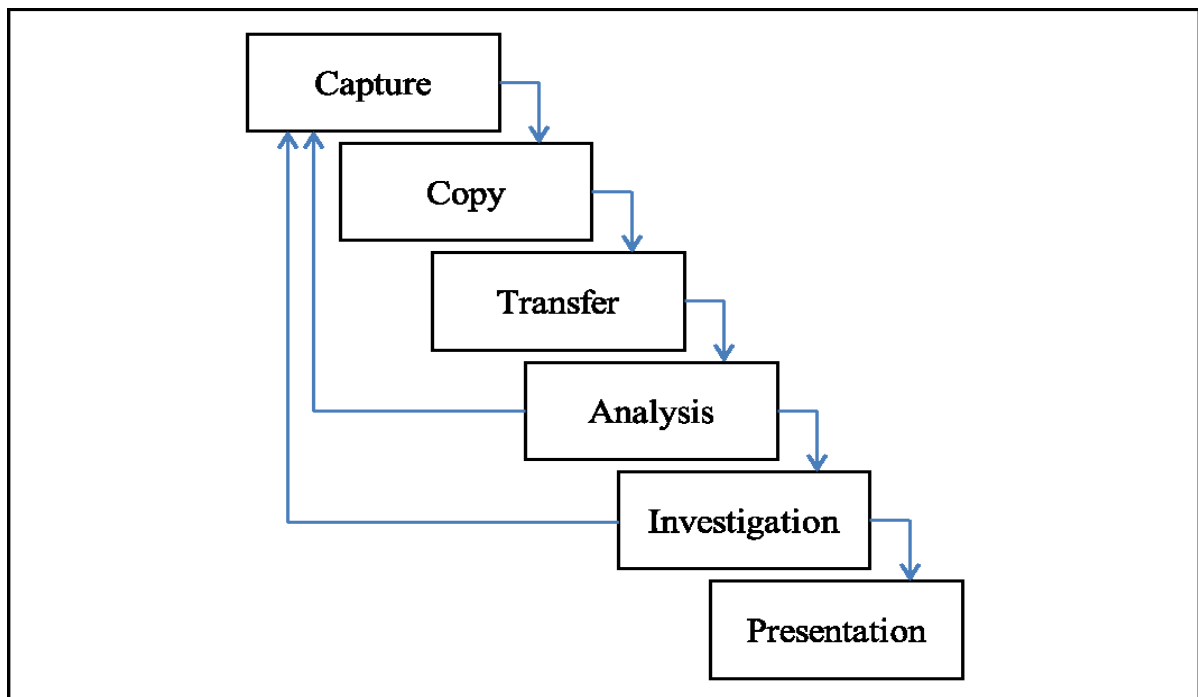 Capture
Copy
Transfer
Analysis
Investigation
Presentation